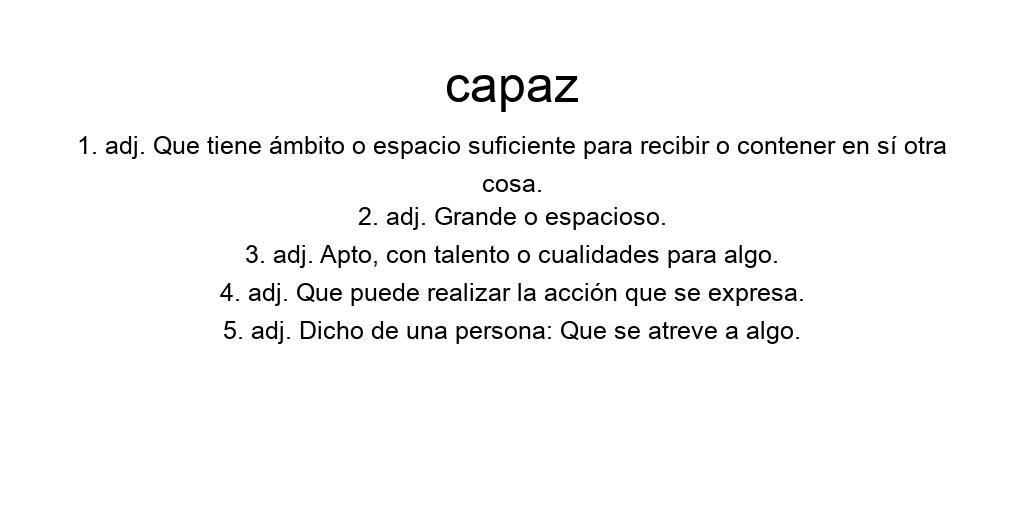 capaz
1. adj. Que tiene ámbito o espacio suficiente para recibir o contener en sí otra
cosa.
2. adj. Grande o espacioso.
3. adj. Apto, con talento o cualidades para algo.
4. adj. Que puede realizar la acción que se expresa.
5. adj. Dicho de una persona: Que se atreve a algo.